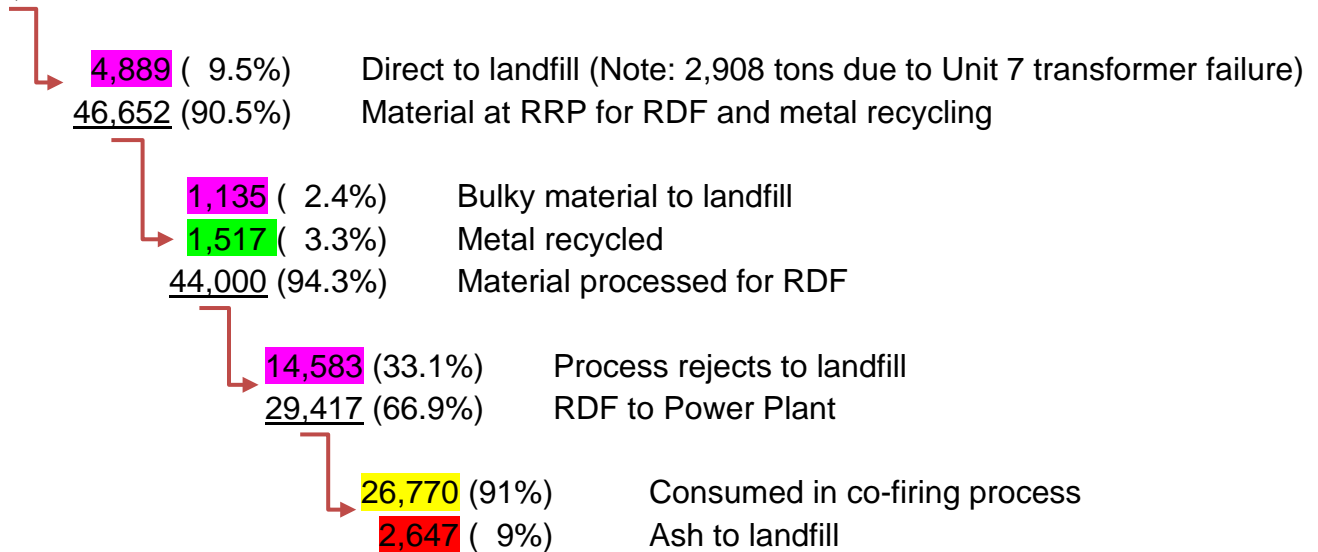 4,889 ( 9.5%) Direct to landfill (Note: 2,908 tons due to Unit 7 transformer failure)
46,652 (90.5%) Material at RRP for RDF and metal recycling
1,135 ( 2.4%) Bulky material to landfill
1,517 ( 3.3%) Metal recycled
44,000 (94.3%) Material processed for RDF
14,583 (33.1%) Process rejects to landfill
29,417 (66.9%) RDF to Power Plant
26,770 (91%) Consumed in co-firing process
2,647 ( 9%) Ash to landfill